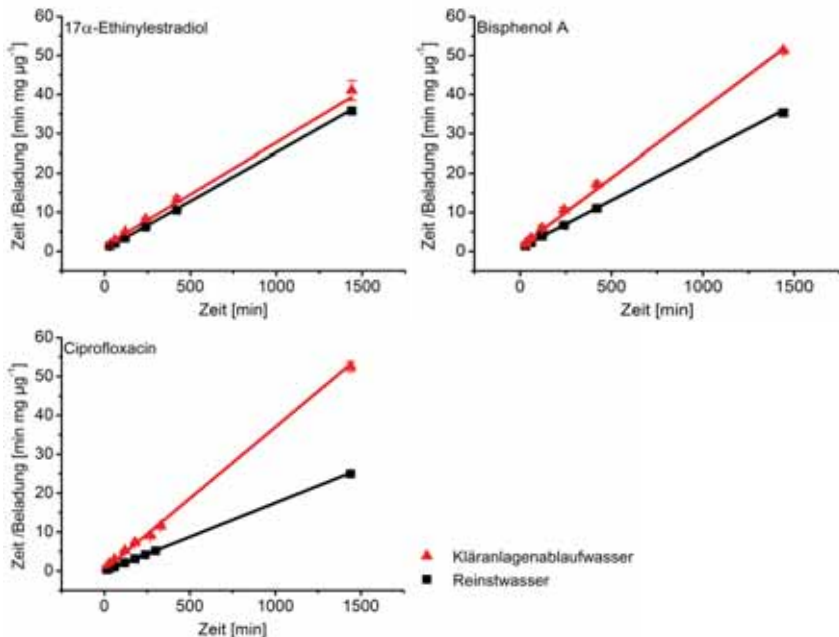 17α-Ethinylestradiol
60
50
40
30
20
10
0
Zeit /Beladung [min mg µg⁻¹]
0 500 1000 1500
Zeit [min]
Bisphenol A
60
50
40
30
20
10
0
Zeit /Beladung [min mg µg⁻¹]
0 500 1000 1500
Zeit [min]
Ciprofloxacin
60
50
40
30
20
10
0
Zeit /Beladung [min mg µg⁻¹]
0 500 1000 1500
Zeit [min]
Kläranlagenablaufwasser
Reinstwasser